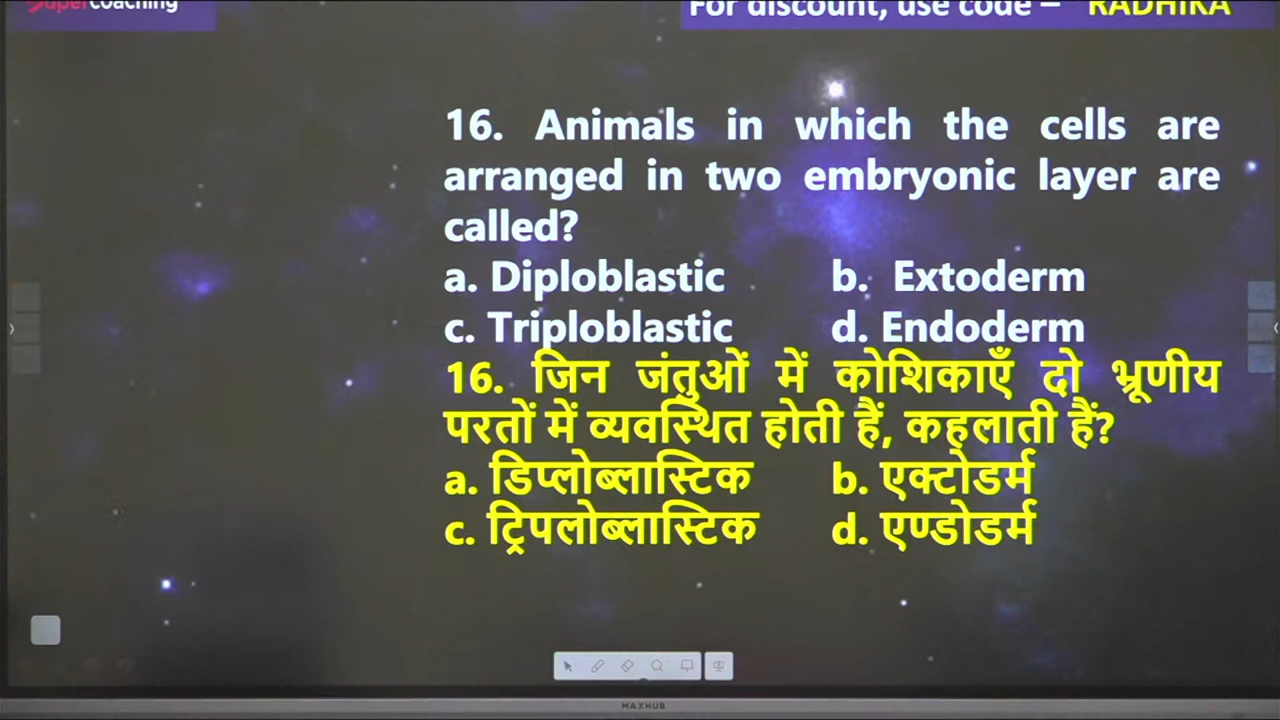 Supercoaching
For discount, use code – RADHIKA
16. Animals in which the cells are
arranged in two embryonic layer are
called?
a. Diploblastic b. Extoderm
c. Triploblastic d. Endoderm
16. जिन जंतुओं में कोशिकाएँ दो भ्रूणीय
परतों में व्यवस्थित होती हैं, कहलाती हैं?
a. डिप्लोब्लास्टिक b. एक्टोडर्म
c. ट्रिपलोब्लास्टिक d. एण्डोडर्म
MAXHUB